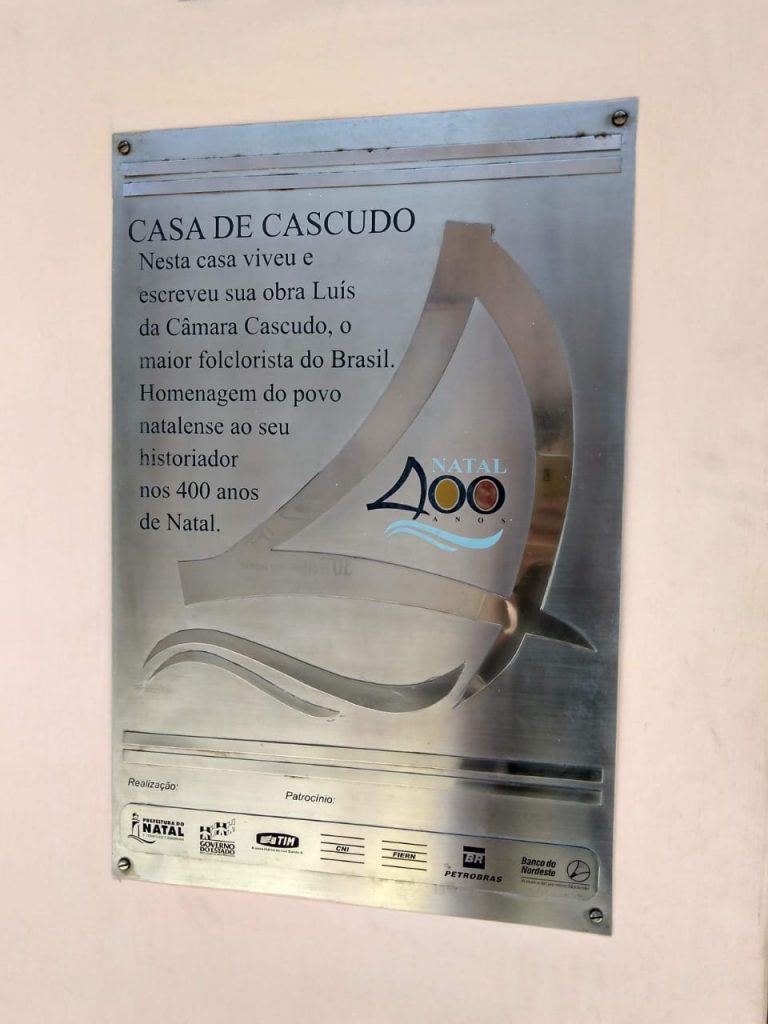 CASA DE CASCUDO
Nesta casa viveu e
escreveu sua obra Luís
da Câmara Cascudo, o
maior folclorista do Brasil.
Homenagem do povo
natalense ao seu
historiador
nos 400 anos
de Natal.
NATAL
400
ANOS
Realização:
Patrocínio:
PREFEITURA DO
NATAL
GOVERNO
DO ESTADO
TIM
CNI
FIERN
BR
PETROBRAS
Banco do
Nordeste